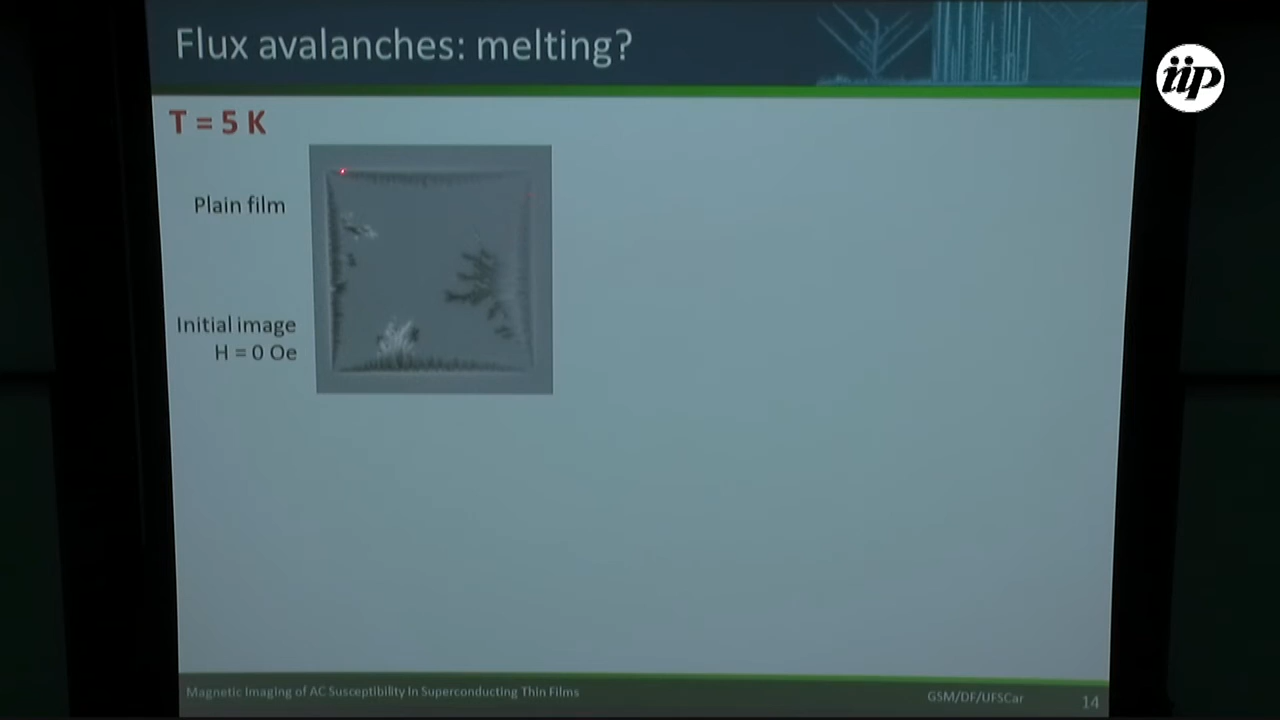 Flux avalanches: melting?
iip
T = 5 K
Plain film
Initial image
H = 0 Oe
Magnetic Imaging of AC Susceptibility In Superconducting Thin Films
GSM/DF/UFSCar
14